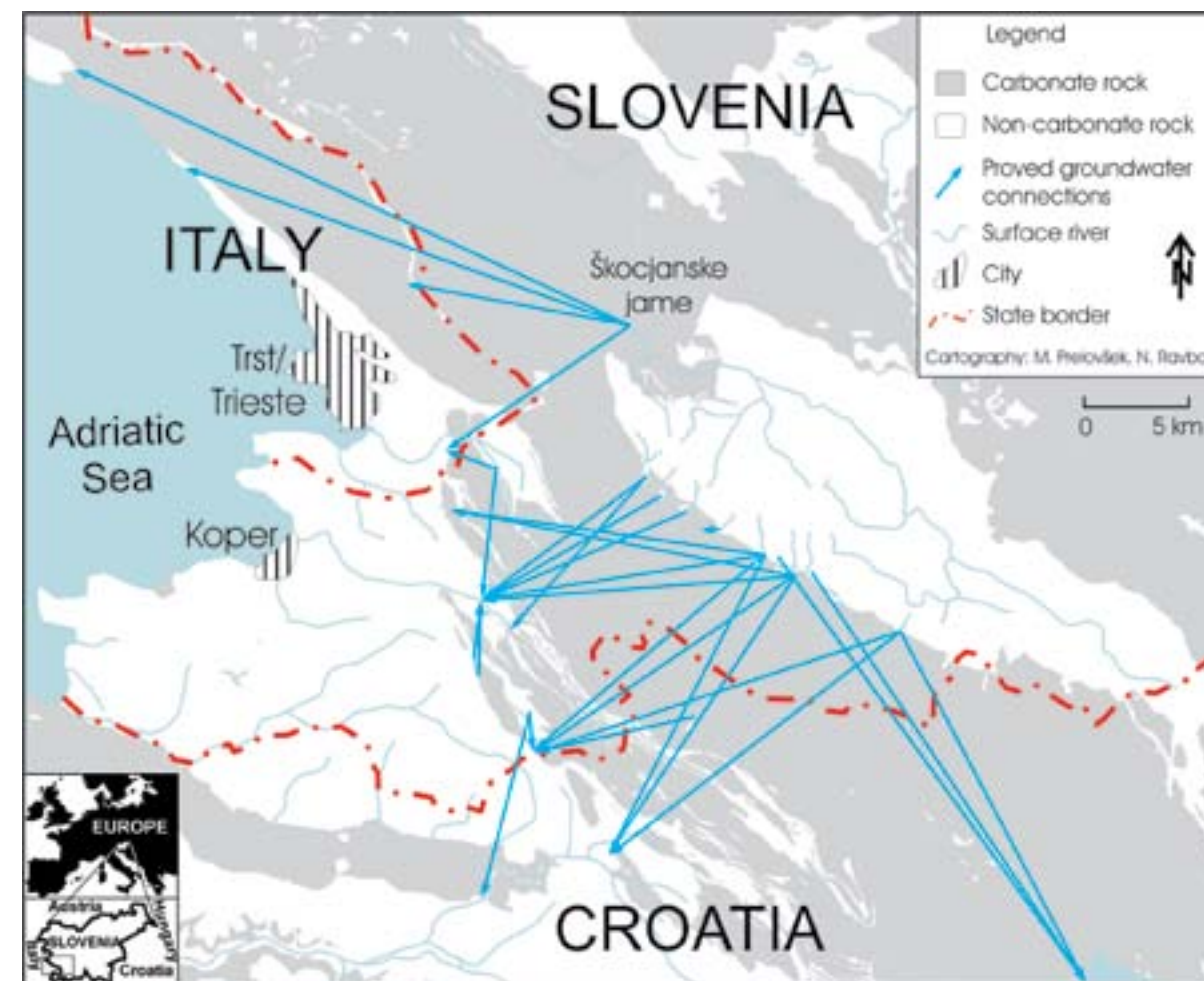 SLOVENIA
ITALY
Škocjanske
jame
Trst/
Trieste
Adriatic
Sea
Koper
CROATIA
Legend
Carbonate rock
Non-carbonate rock
Proved groundwater
connections
Surface river
City
State border
N
Cartography: M. Prelovšek, N. Ravbar
0 5 km
EUROPE
Austria
HUNGARY
SLOVENIA
ITALY
Croatia